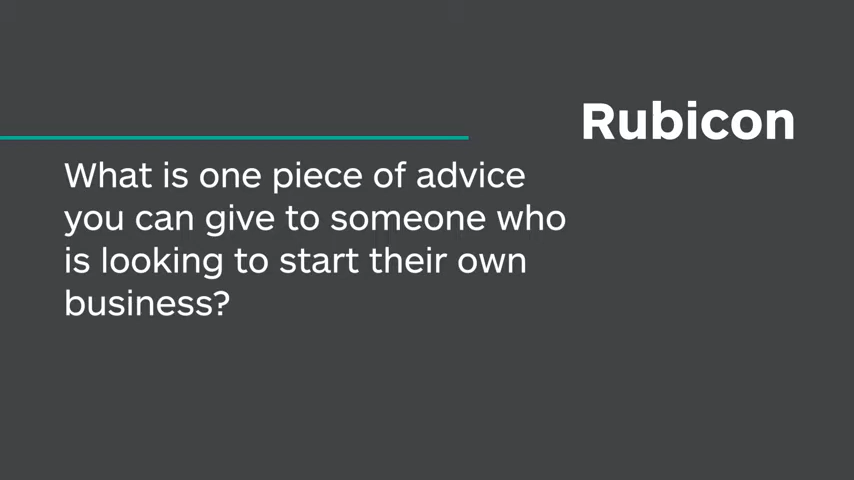 Rubicon
What is one piece of advice
you can give to someone who
is looking to start their own
business?